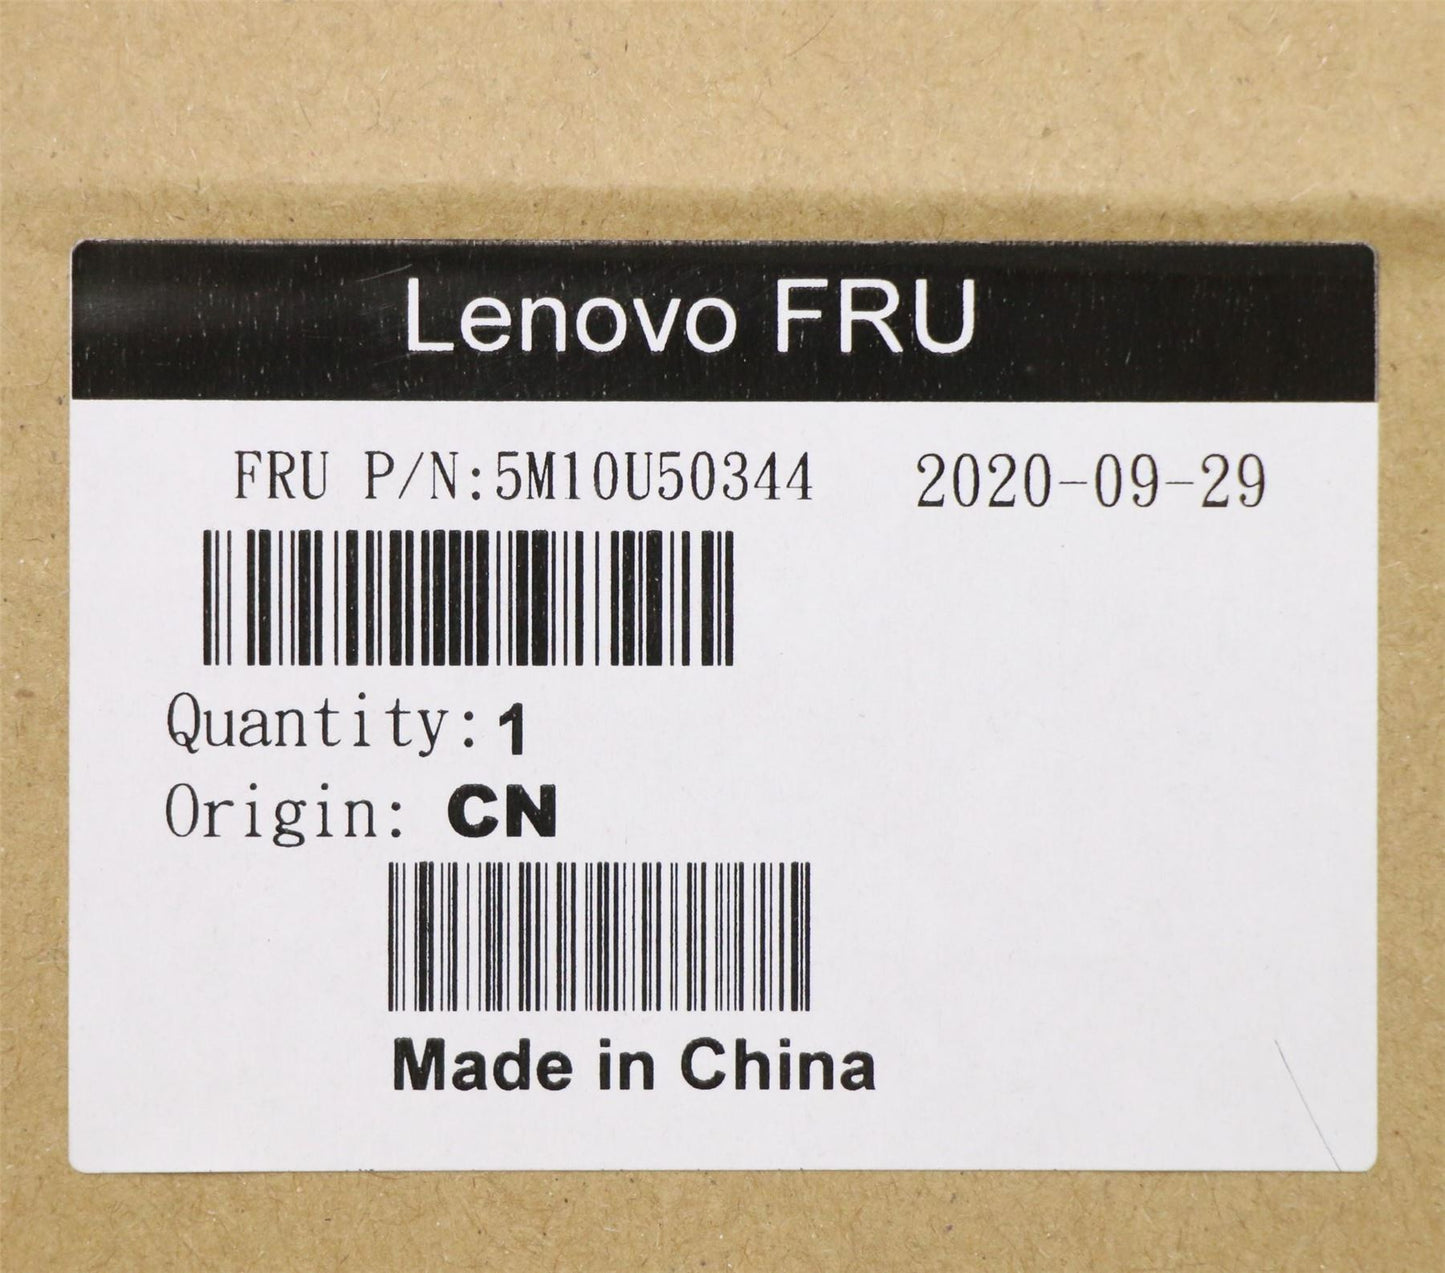 Lenovo FRU
FRU P/N:5M10U50344 2020-09-29
Quantity:1
Origin: CN
Made in China